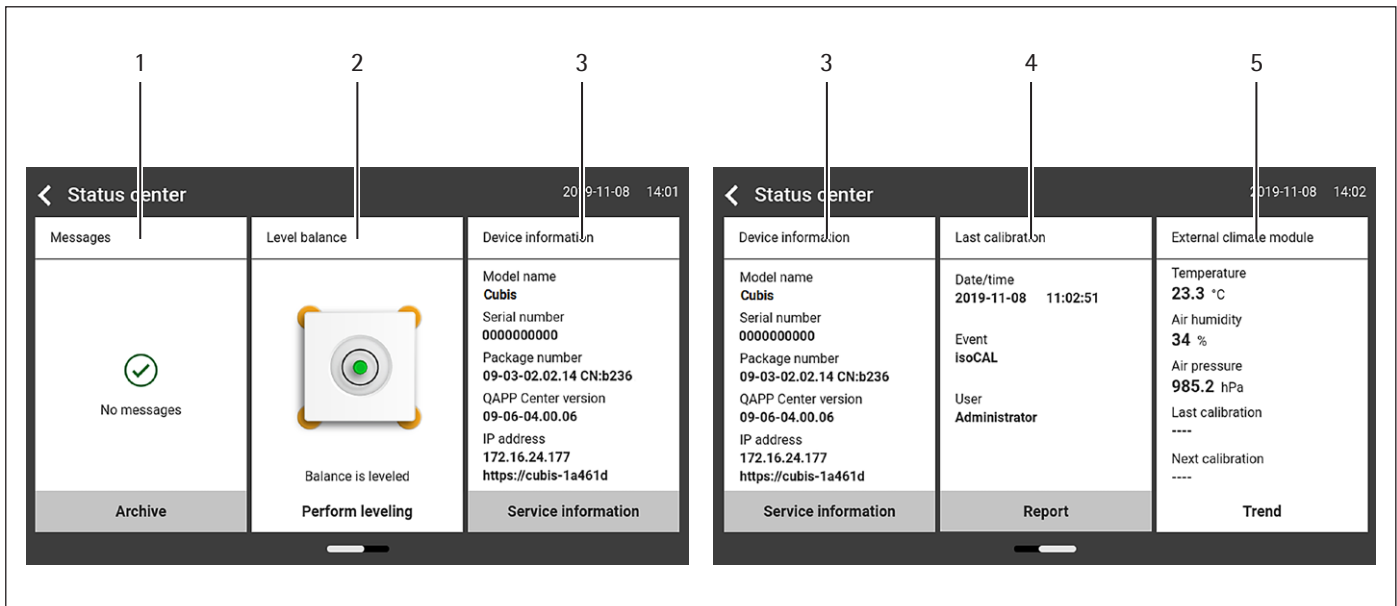 1
2
3
Status center
2019-11-08 14:01
Messages
No messages
Archive
Level balance
Balance is leveled
Perform leveling
Device information
Model name
Cubis
Serial number
0000000000
Package number
09-03-02.02.14 CN:b236
QAPP Center version
09-06-04.00.06
IP address
172.16.24.177
https://cubis-1a461d
Service information
3
4
5
Status center
2019-11-08 14:02
Device information
Model name
Cubis
Serial number
0000000000
Package number
09-03-02.02.14 CN:b236
QAPP Center version
09-06-04.00.06
IP address
172.16.24.177
https://cubis-1a461d
Service information
Last calibration
Date/time
2019-11-08 11:02:51
Event
isoCAL
User
Administrator
Report
External climate module
Temperature
23.3 °C
Air humidity
34 %
Air pressure
985.2 hPa
Last calibration
----
Next calibration
----
Trend